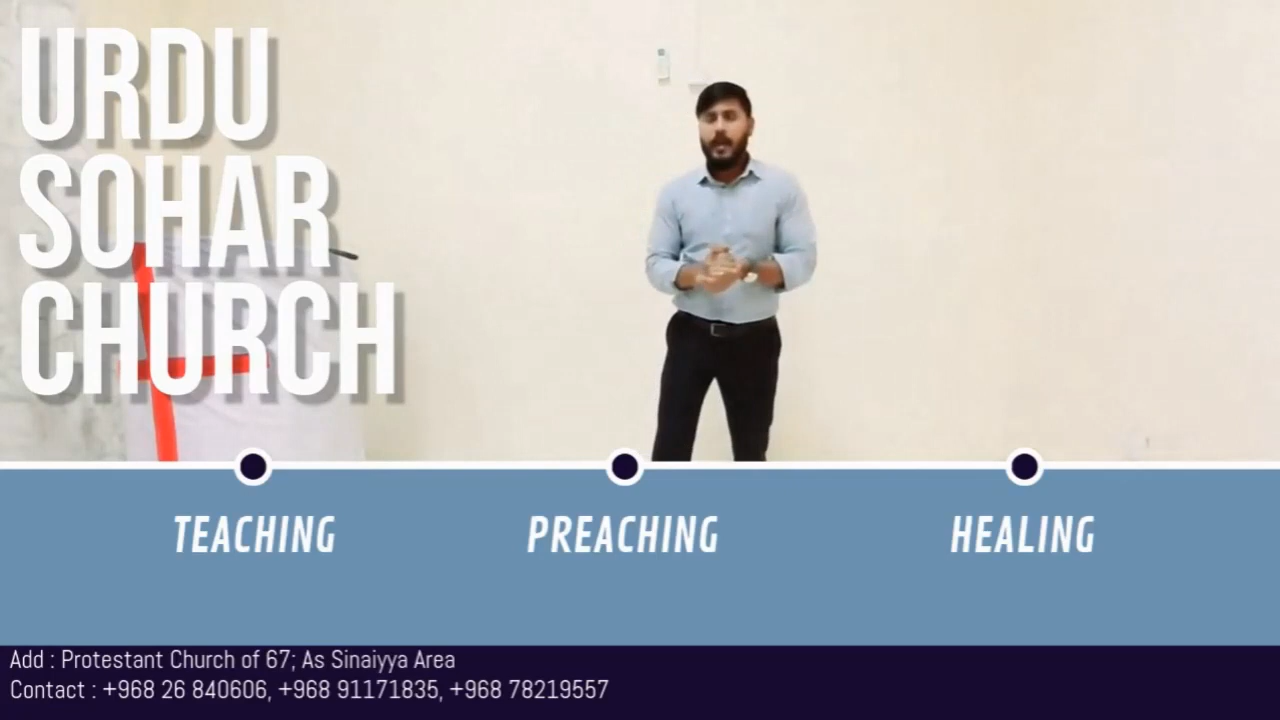 URDU
SOHAR
CHURCH
TEACHING
PREACHING
HEALING
Add : Protestant Church of 67; As Sinaiyya Area
Contact : +968 26 840606, +968 91171835, +968 78219557